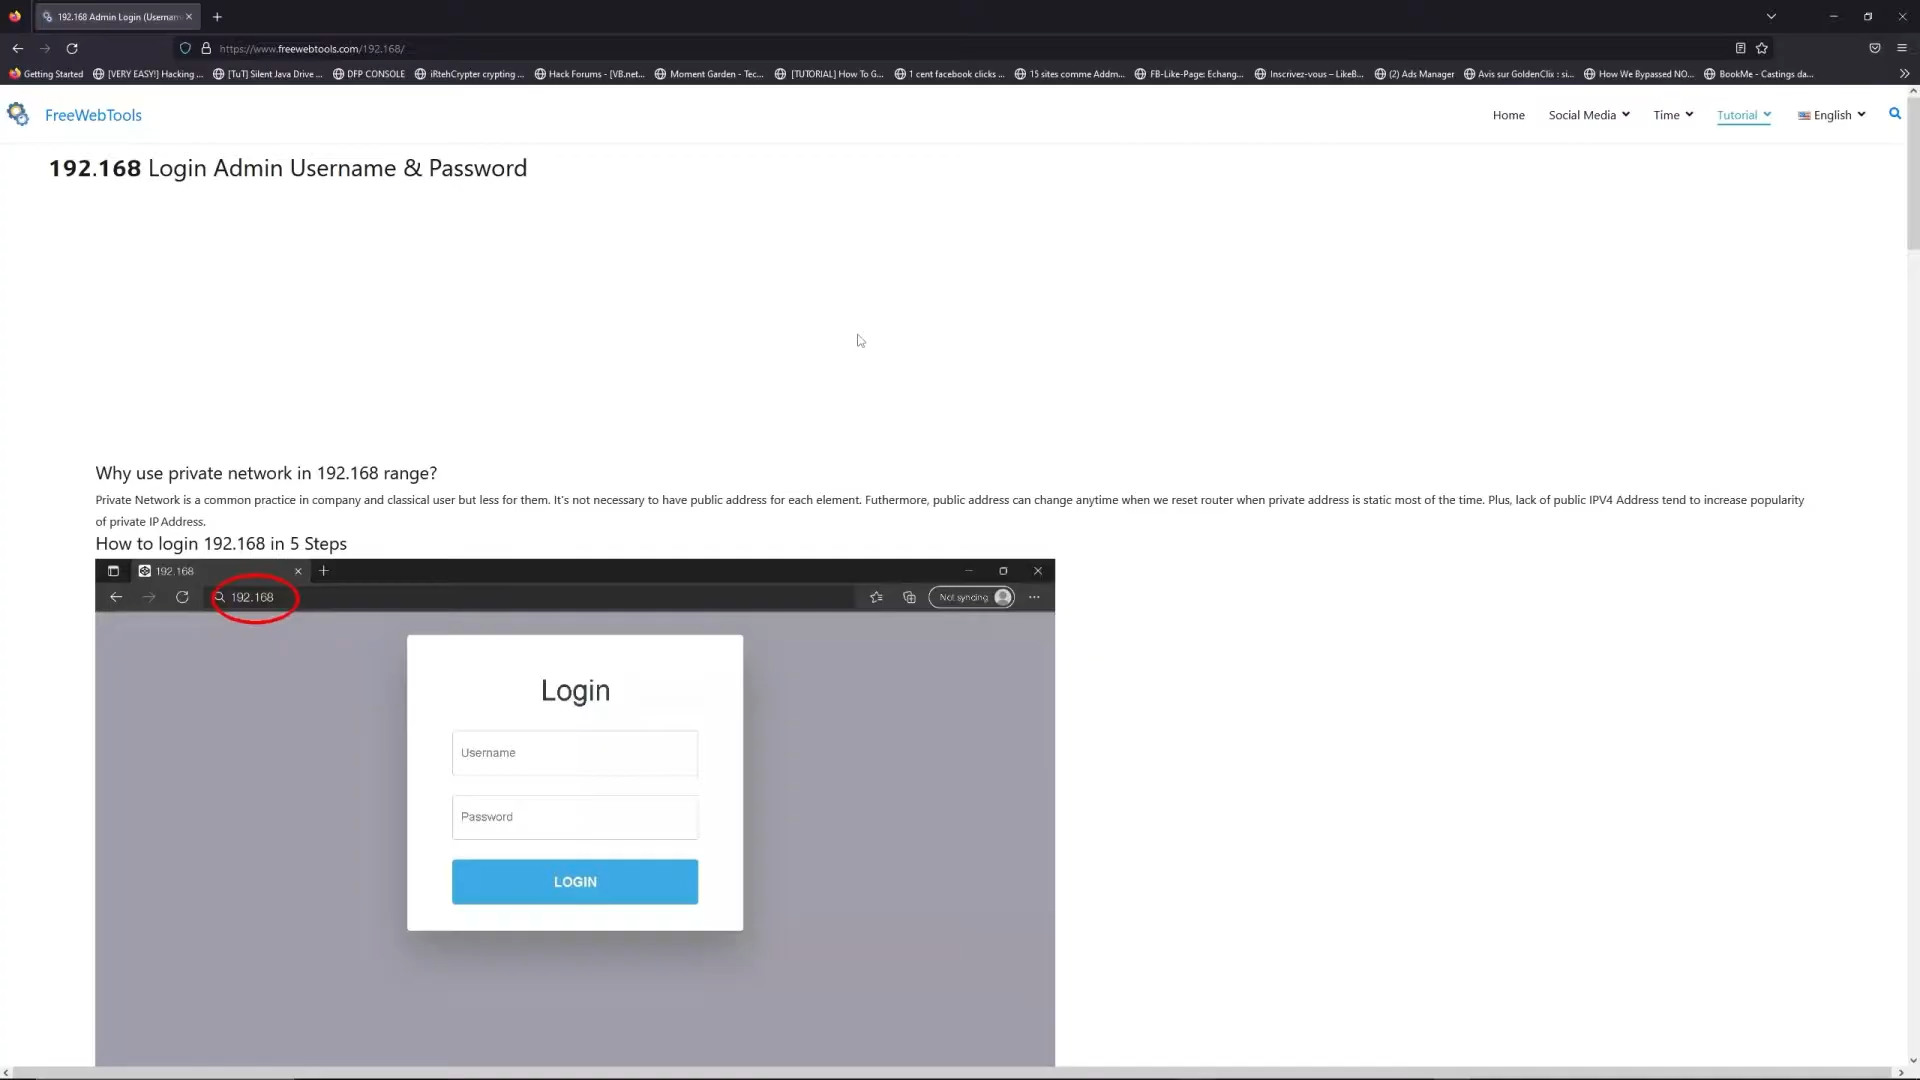 192.168 Admin Login (Usernam
https://www.freewebtools.com/192.168/
Getting Started
[VERY EASY!] Hacking ...
[TuT] Silent Java Drive ...
DFP CONSOLE
iRtehCrypter crypting ...
Hack Forums - [VB.net...
Moment Garden - Tec...
[TUTORIAL] How To G...
1 cent facebook clicks ...
15 sites comme Addm...
FB-Like-Page: Echang...
Inscrivez-vous – LikeB...
(2) Ads Manager
Avis sur GoldenClix : si...
How We Bypassed NO...
BookMe - Castings da...
FreeWebTools
Home
Social Media
Time
Tutorial
English
192.168 Login Admin Username & Password
Why use private network in 192.168 range?
Private Network is a common practice in company and classical user but less for them. It's not necessary to have public address for each element. Futhermore, public address can change anytime when we reset router when private address is static most of the time. Plus, lack of public IPV4 Address tend to increase popularity
of private IP Address.
How to login 192.168 in 5 Steps
192.168
192.168
Not syncing
Login
Username
Password
LOGIN